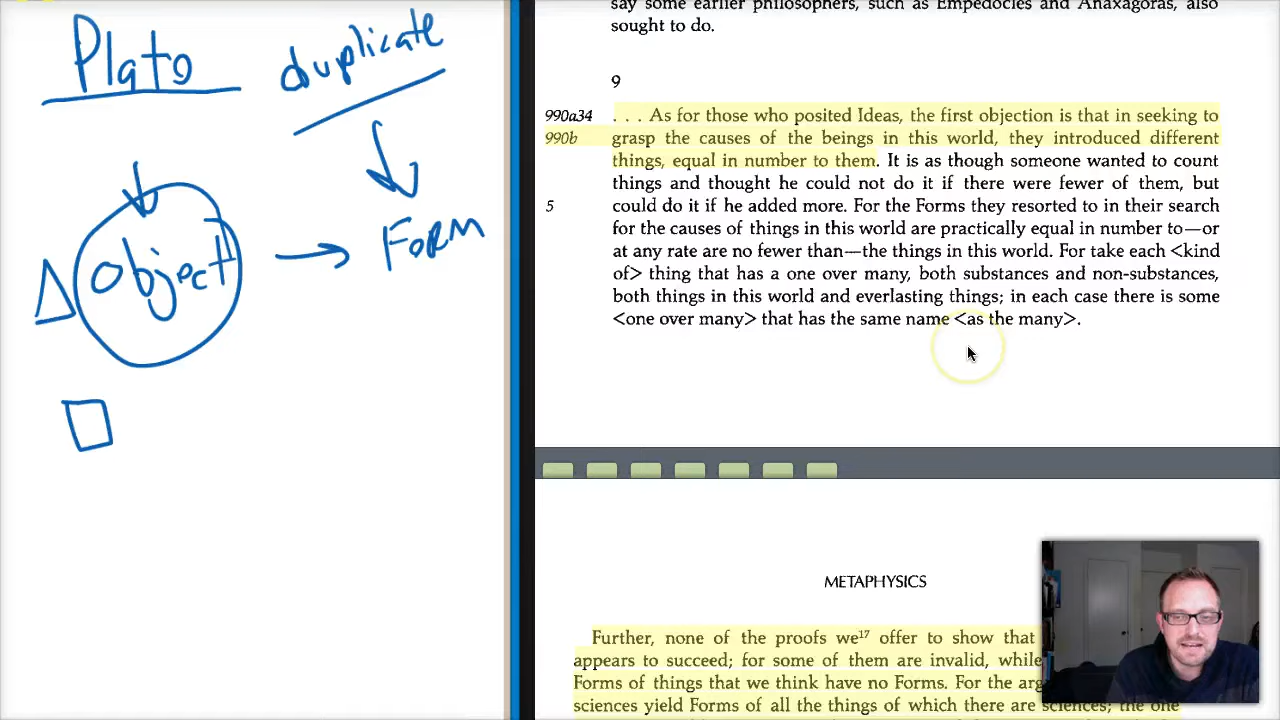 Plato
duplicate
object
Form
say some earlier philosophers, such as Empedocles and Anaxagoras, also
sought to do.
9
990a34 . . . As for those who posited Ideas, the first objection is that in seeking to
990b grasp the causes of the beings in this world, they introduced different
things, equal in number to them. It is as though someone wanted to count
things and thought he could not do it if there were fewer of them, but
5 could do it if he added more. For the Forms they resorted to in their search
for the causes of things in this world are practically equal in number to—or
at any rate are no fewer than—the things in this world. For take each <kind
of> thing that has a one over many, both substances and non-substances,
both things in this world and everlasting things; in each case there is some
<one over many> that has the same name <as the many>.
METAPHYSICS
Further, none of the proofs we17 offer to show that
appears to succeed; for some of them are invalid, while
Forms of things that we think have no Forms. For the
sciences yield Forms of all the things of which there are sciences; the one